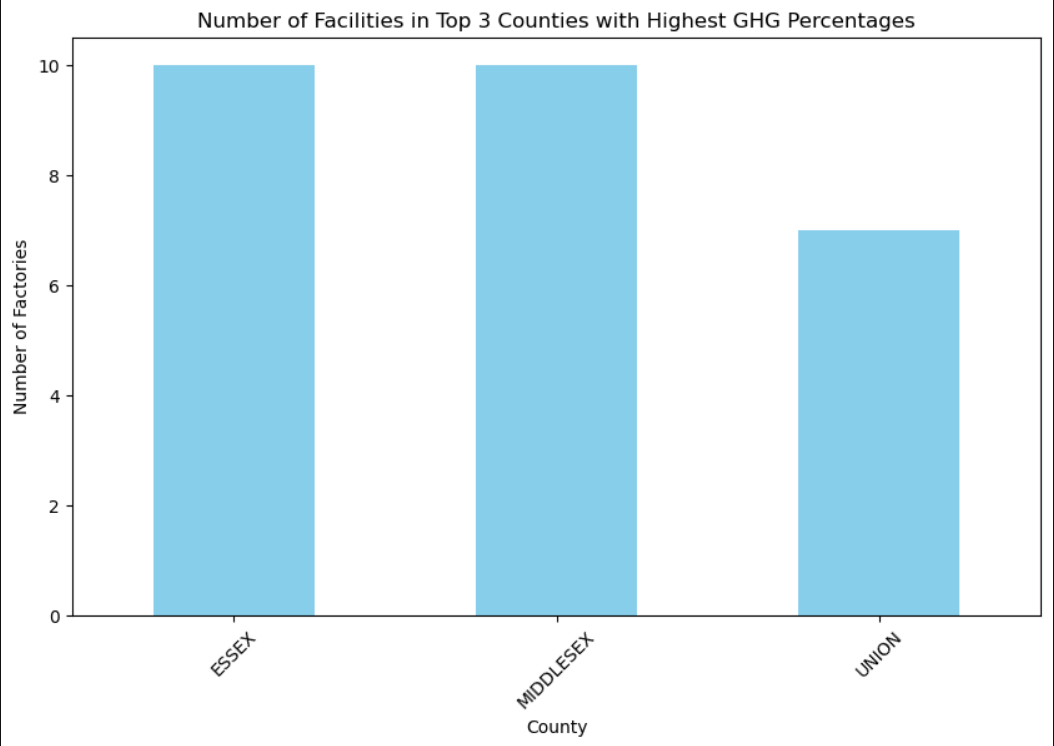 Number of Facilities in Top 3 Counties with Highest GHG Percentages
Number of Factories
10
8
6
4
2
0
ESSEX
MIDDLESEX
UNION
County